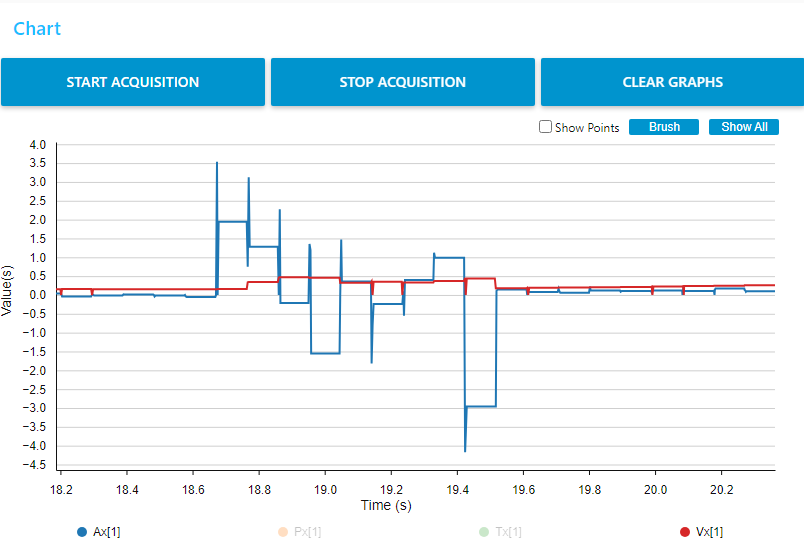 Chart
START ACQUISITION STOP ACQUISITION CLEAR GRAPHS
Show Points Brush Show All
4.0
3.5
3.0
2.5
2.0
1.5
1.0
0.5
0.0
−0.5
−1.0
−1.5
−2.0
−2.5
−3.0
−3.5
−4.0
−4.5
Value(s)
18.2 18.4 18.6 18.8 19.0 19.2 19.4 19.6 19.8 20.0 20.2
Time (s)
Ax[1] Px[1] Tx[1] Vx[1]